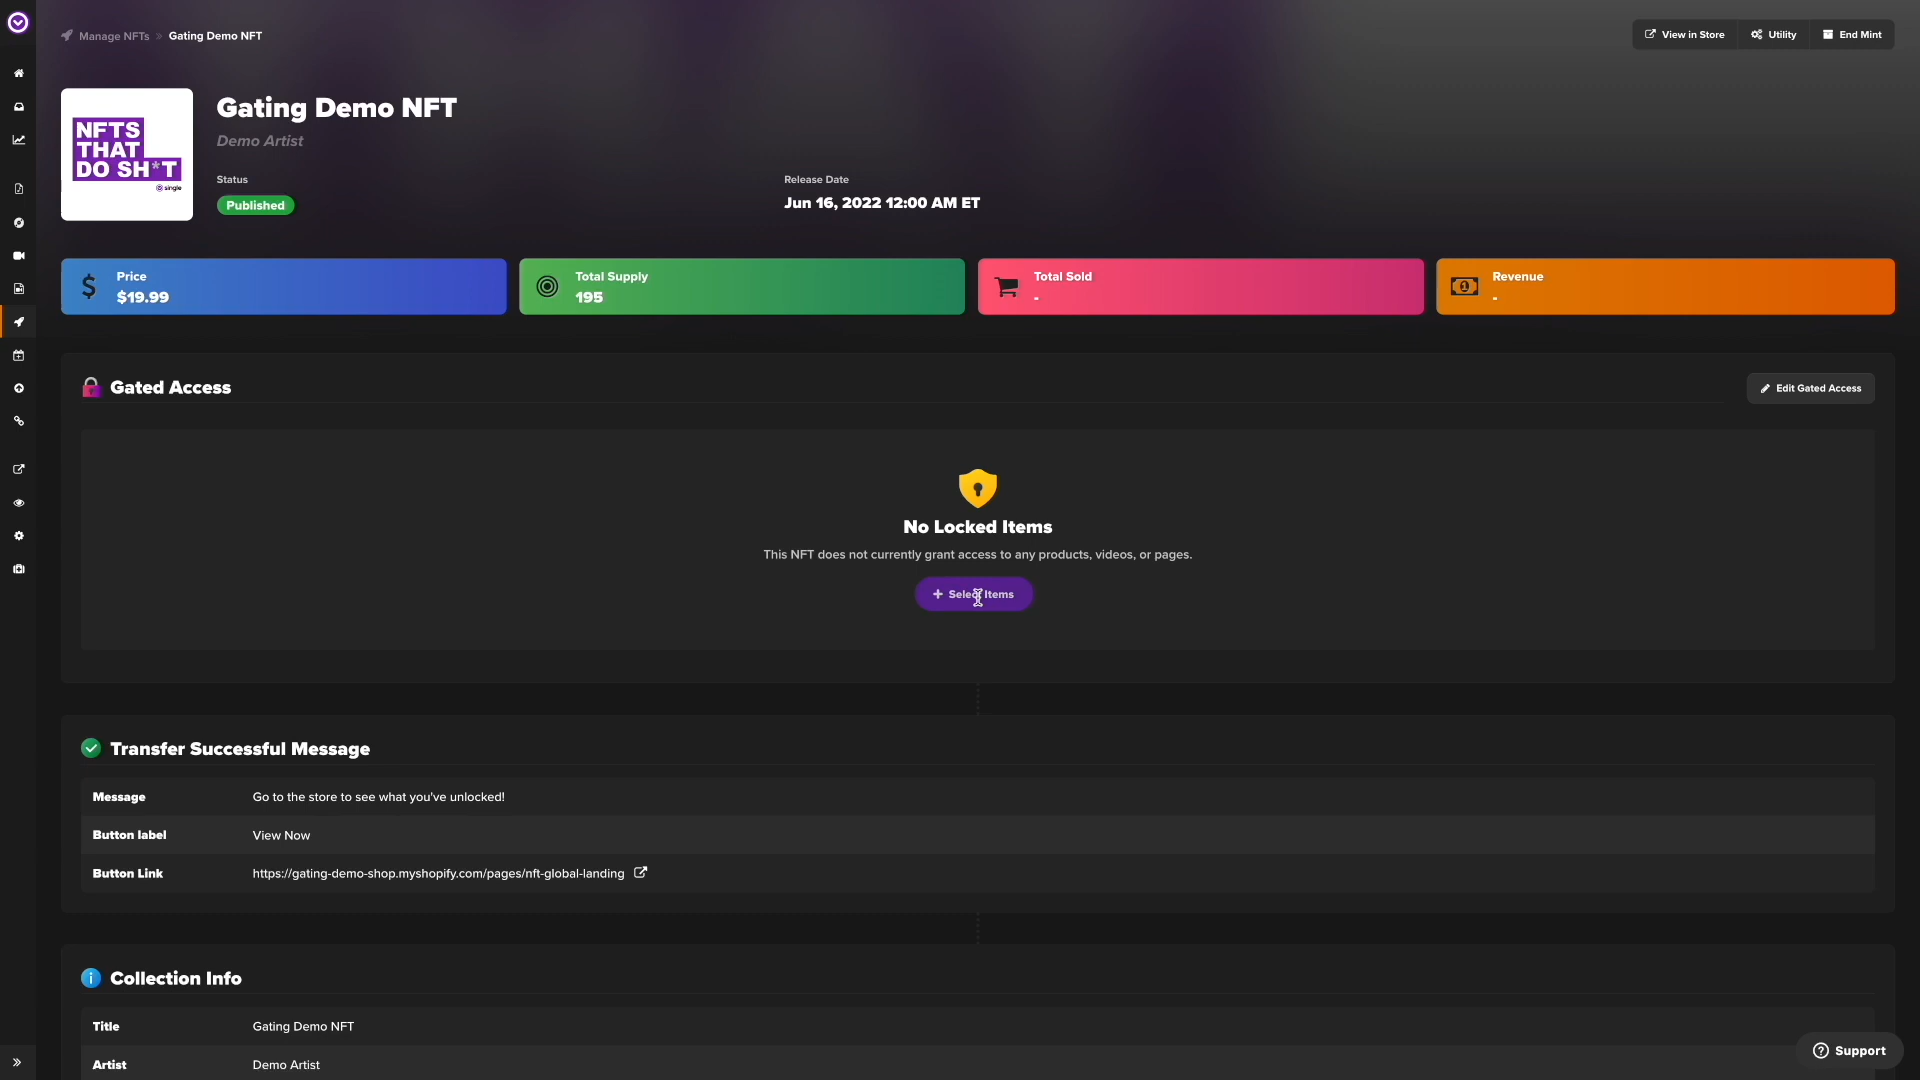 Manage NFTs » Gating Demo NFT
View in Store
Utility
End Mint
NFTS
THAT
DO SH*T
single
Gating Demo NFT
Demo Artist
Status
Published
Release Date
Jun 16, 2022 12:00 AM ET
Price
$19.99
Total Supply
195
Total Sold
-
Revenue
-
Gated Access
Edit Gated Access
No Locked Items
This NFT does not currently grant access to any products, videos, or pages.
+ Select Items
Transfer Successful Message
Message Go to the store to see what you've unlocked!
Button label View Now
Button Link https://gating-demo-shop.myshopify.com/pages/nft-global-landing
Collection Info
Title Gating Demo NFT
Artist Demo Artist
Support